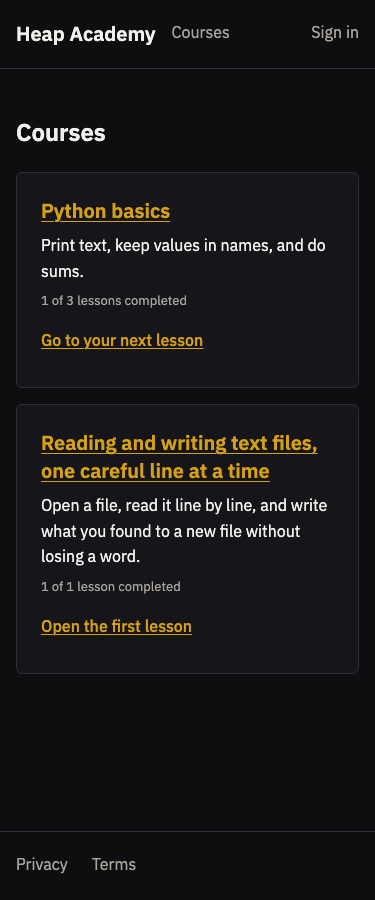 Heap Academy Courses Sign in
Courses
Python basics
Print text, keep values in names, and do
sums.
1 of 3 lessons completed
Go to your next lesson
Reading and writing text files,
one careful line at a time
Open a file, read it line by line, and write
what you found to a new file without
losing a word.
1 of 1 lesson completed
Open the first lesson
Privacy Terms